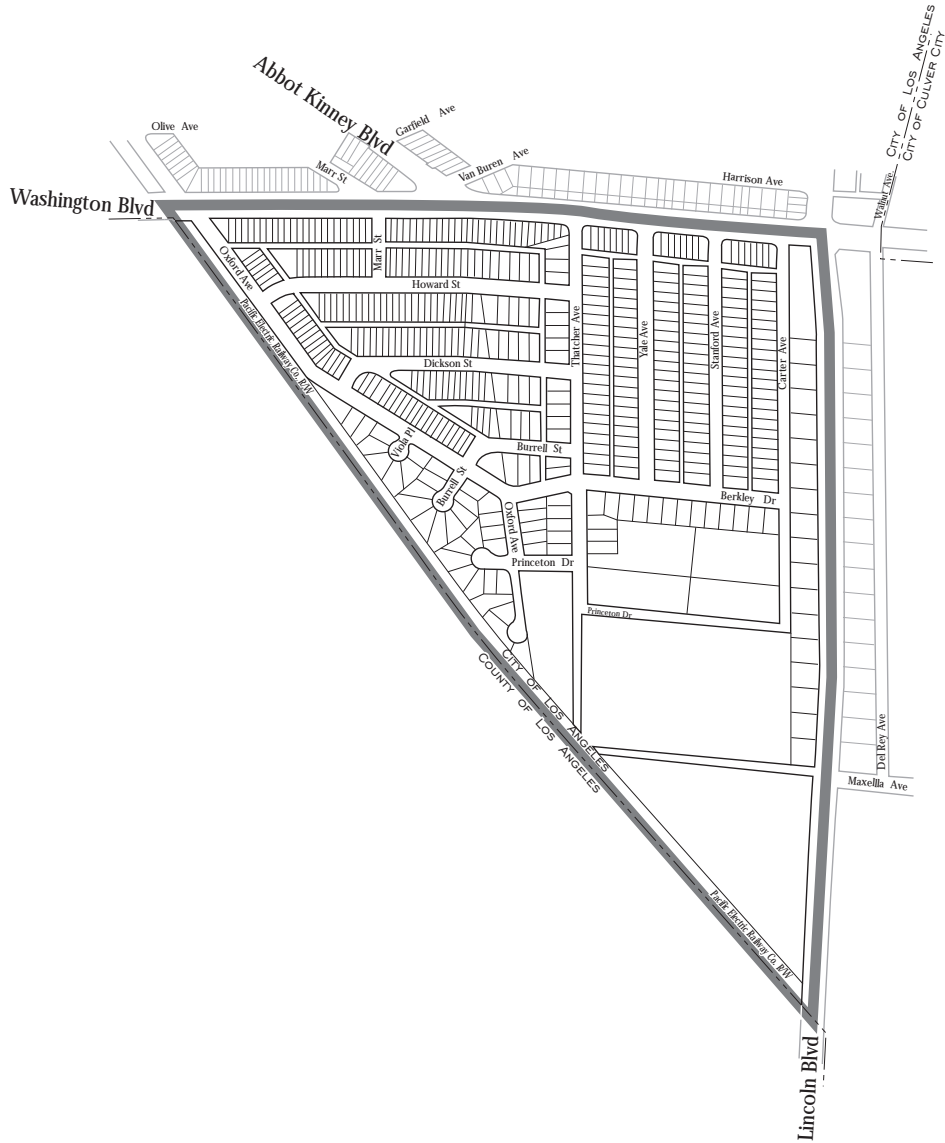 CITY OF LOS ANGELES
CITY OF CULVER CITY
Abbot Kinney Blvd
Garfield Ave
Olive Ave
Van Buren Ave
Marr St
Harrison Ave
Walnut Ave
Washington Blvd
Marr St
Oxford Ave
Howard St
Pacific Electric Railway Co. R/W
Thatcher Ave
Yale Ave
Stanford Ave
Carter Ave
Dickson St
Viola Pl
Burrell St
Burrell St
Berkley Dr
Oxford Ave
Princeton Dr
Princeton Dr
CITY OF LOS ANGELES
COUNTY OF LOS ANGELES
Del Rey Ave
Maxellla Ave
Pacific Electric Railway Co. R/W
Lincoln Blvd